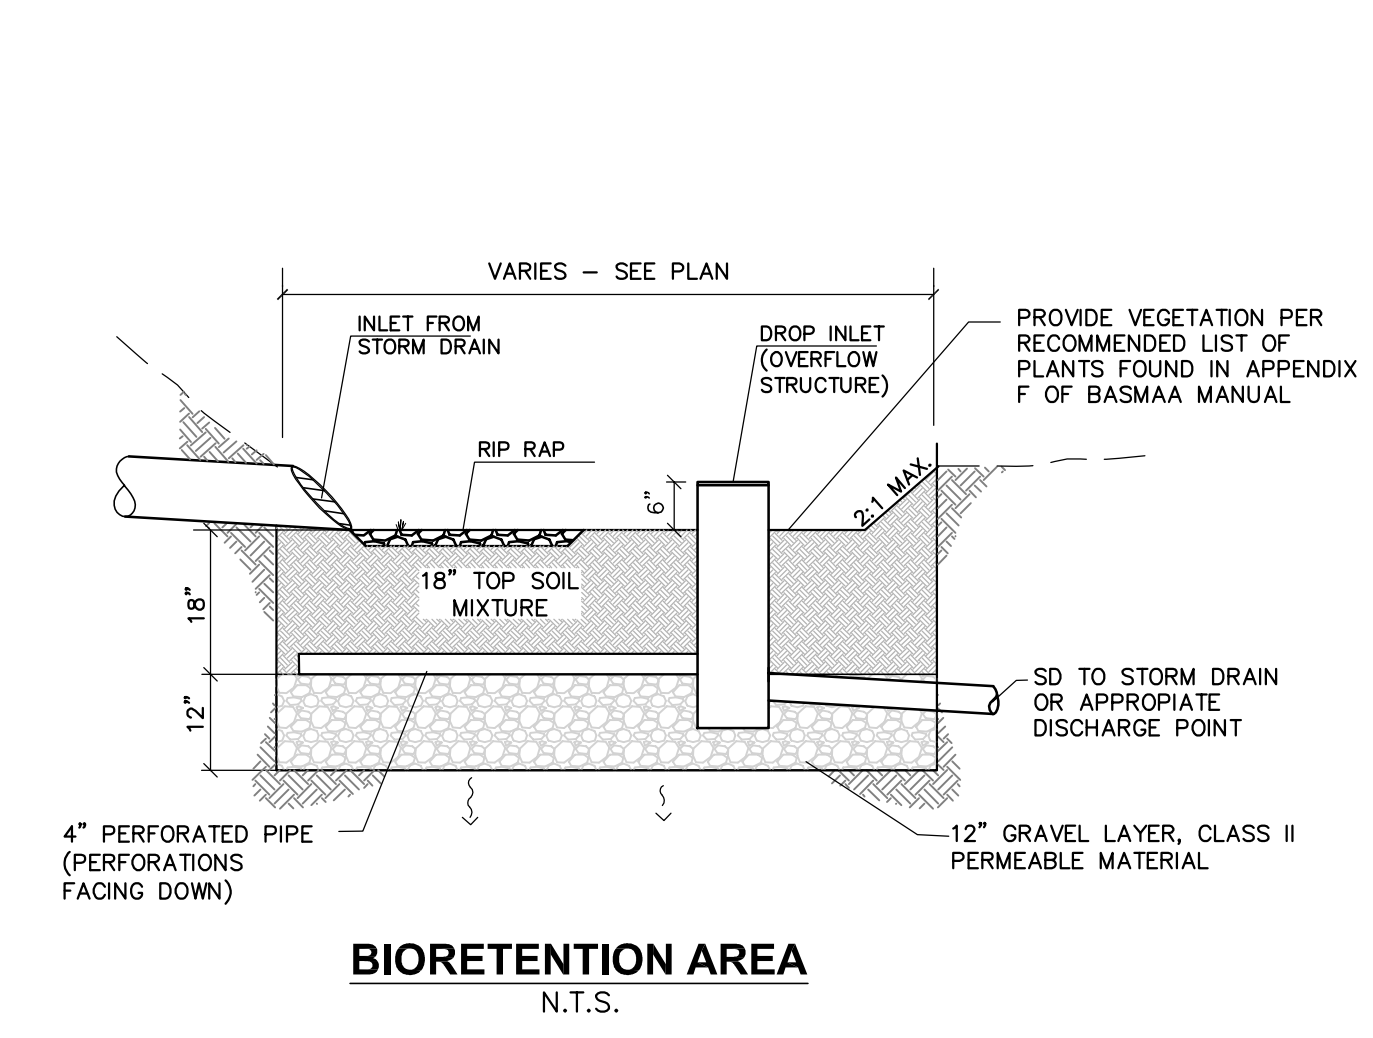 VARIES – SEE PLAN
INLET FROM
STORM DRAIN
DROP INLET
(OVERFLOW
STRUCTURE)
PROVIDE VEGETATION PER
RECOMMENDED LIST OF
PLANTS FOUND IN APPENDIX
F OF BASMAA MANUAL
RIP RAP
6"
2:1 MAX.
18" TOP SOIL
MIXTURE
18"
12"
SD TO STORM DRAIN
OR APPROPIATE
DISCHARGE POINT
4" PERFORATED PIPE
(PERFORATIONS
FACING DOWN)
12" GRAVEL LAYER, CLASS II
PERMEABLE MATERIAL
BIORETENTION AREA
N.T.S.